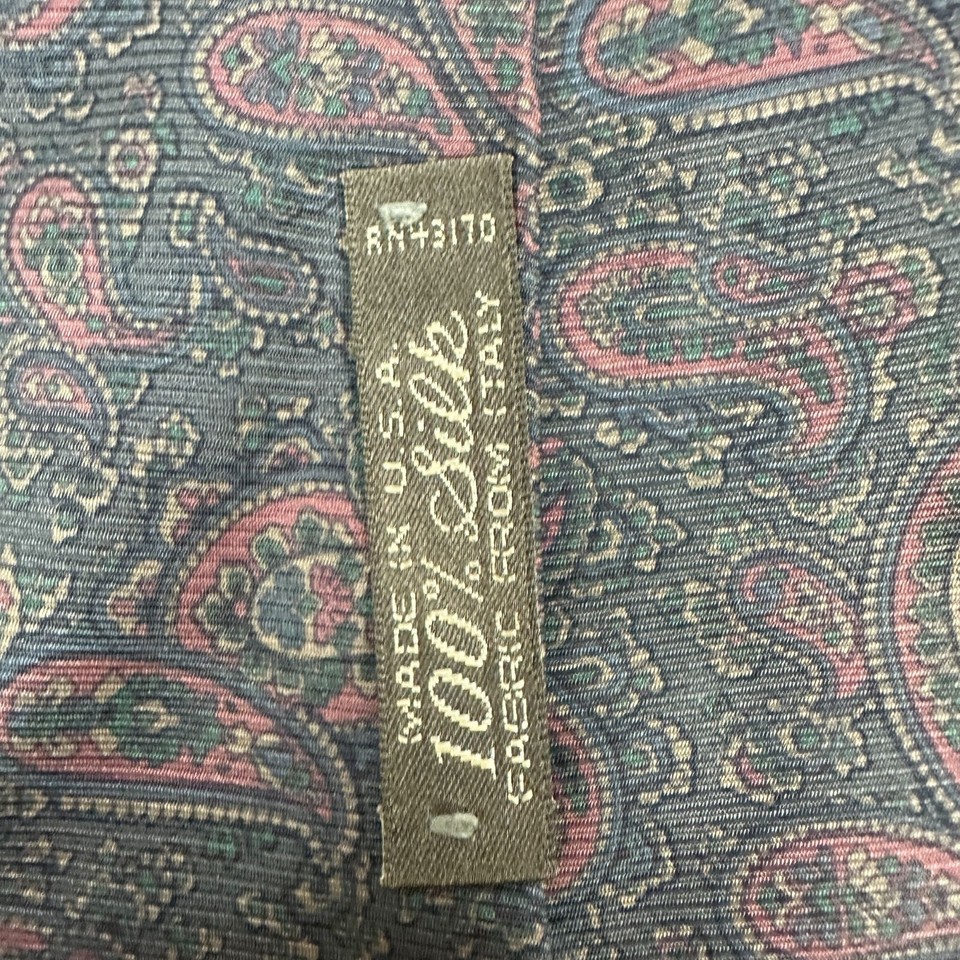 RN43170
MADE IN U.S.A.
100% Silk
FABRIC FROM ITALY